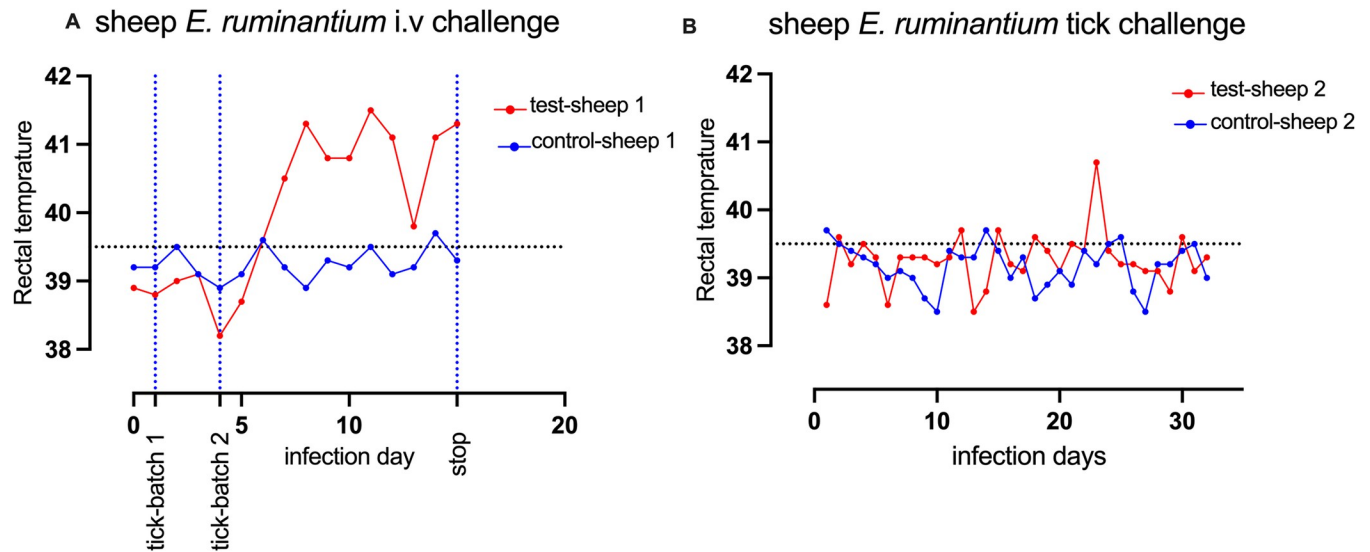 A sheep E. ruminantium i.v challenge
42
41
40
39
38
Rectal temprature
test-sheep 1
control-sheep 1
0
5
10
20
tick-batch 1
tick-batch 2
infection day
stop
B sheep E. ruminantium tick challenge
42
41
40
39
38
Rectal temprature
test-sheep 2
control-sheep 2
0
10
20
30
infection days